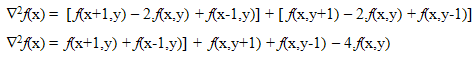 ∇²f(x) = [f(x+1,y) – 2f(x,y) + f(x-1,y)] + [f(x,y+1) – 2f(x,y) + f(x,y-1)]
∇²f(x) = f(x+1,y) + f(x-1,y)] + f(x,y+1) + f(x,y-1) – 4f(x,y)